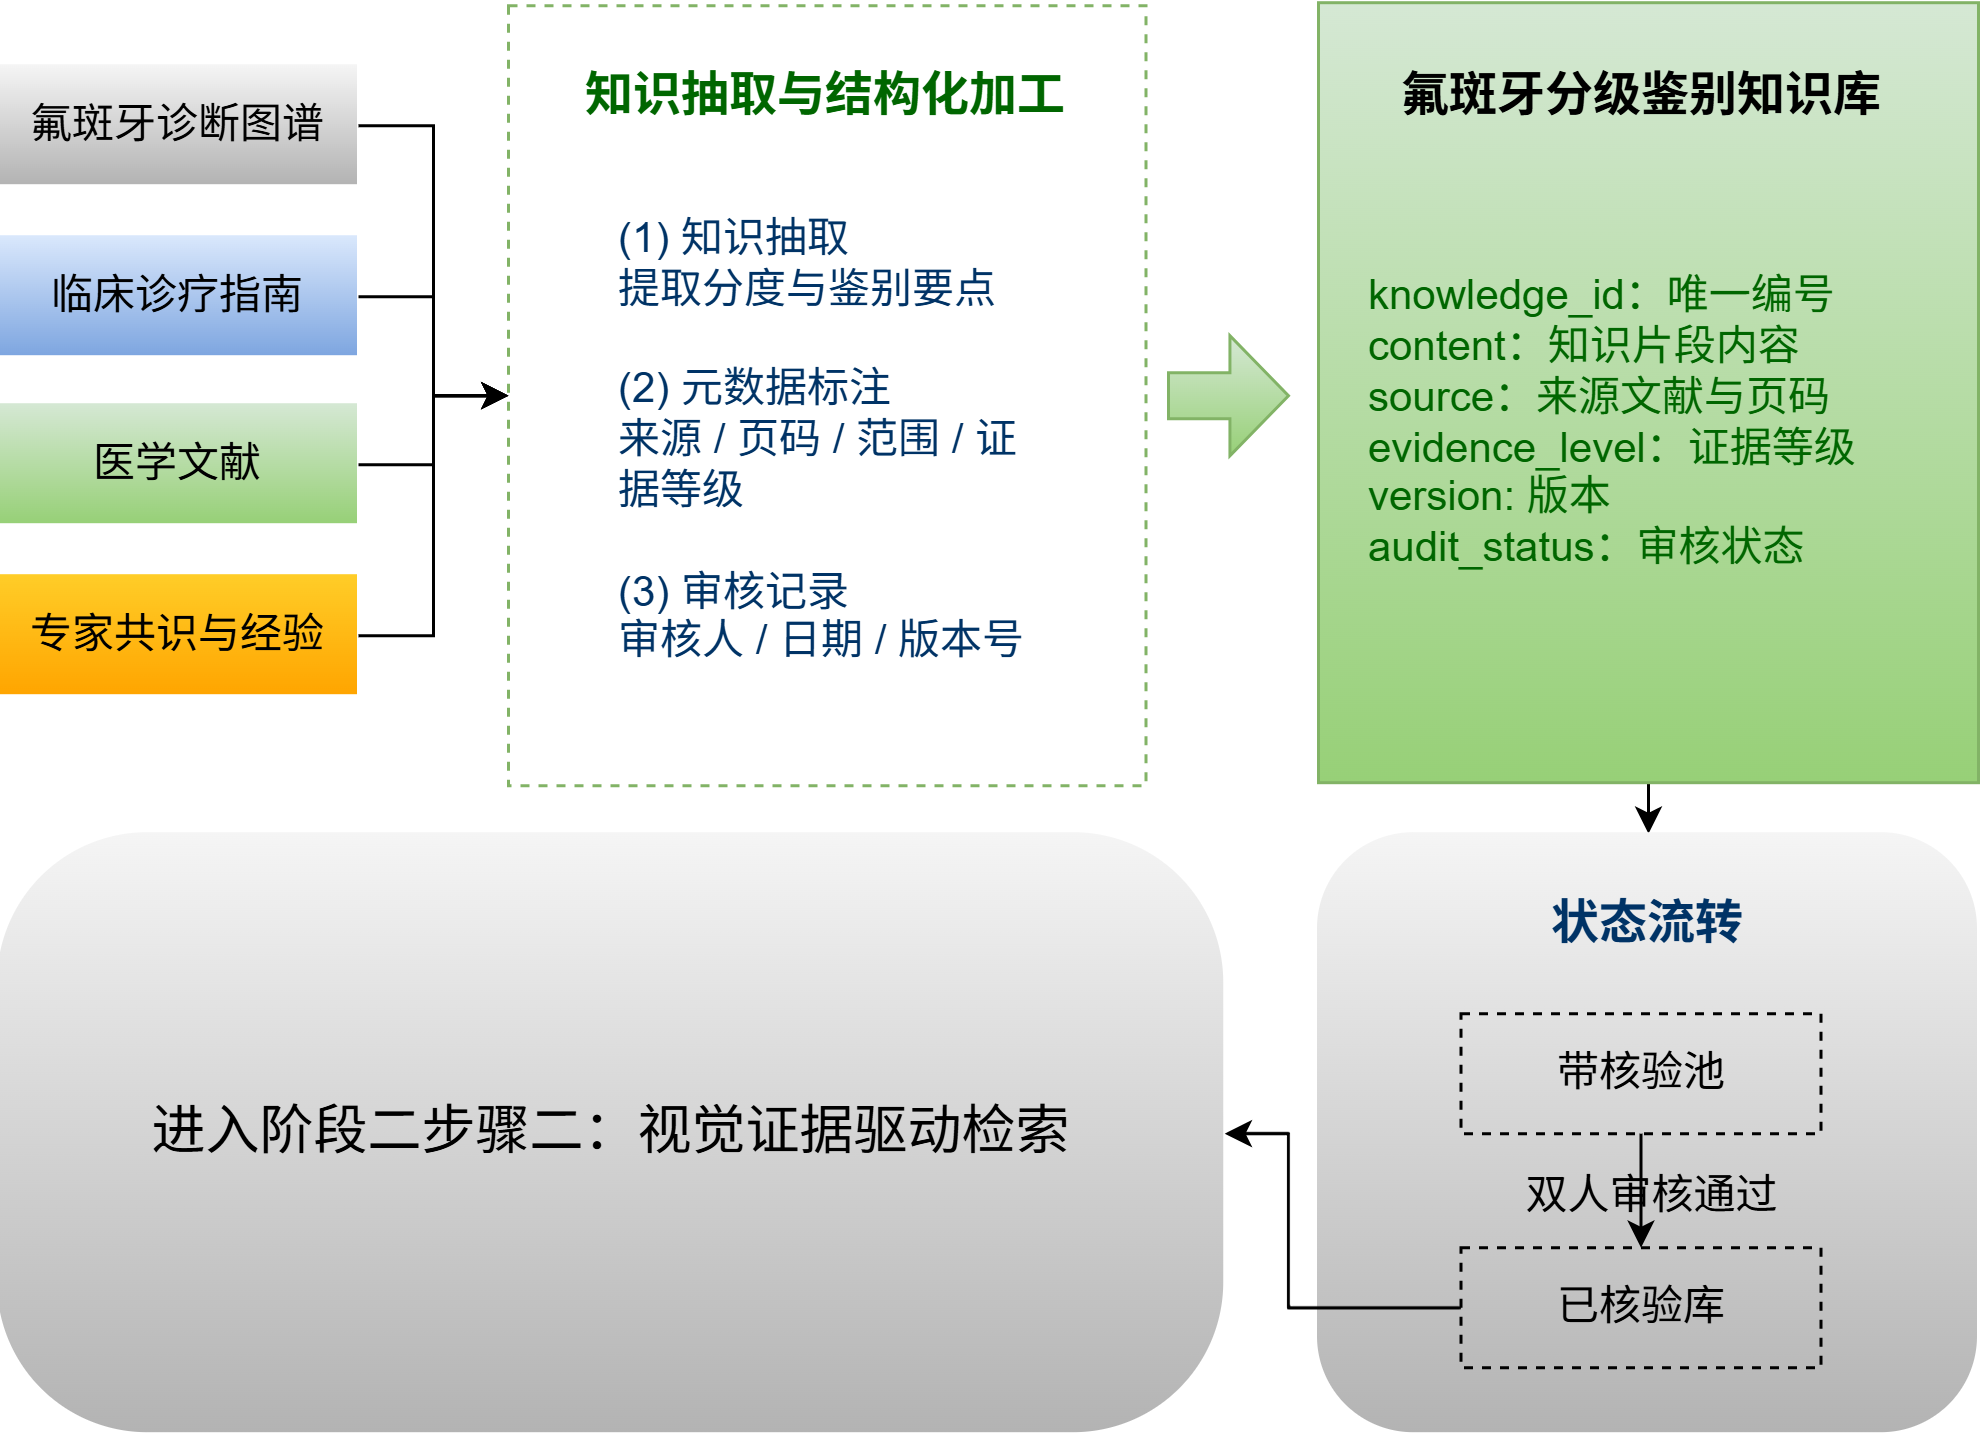 氟斑牙诊断图谱
临床诊疗指南
医学文献
专家共识与经验
知识抽取与结构化加工
(1) 知识抽取
提取分度与鉴别要点
(2) 元数据标注
来源 / 页码 / 范围 / 证
据等级
(3) 审核记录
审核人 / 日期 / 版本号
氟斑牙分级鉴别知识库
knowledge_id：唯一编号
content：知识片段内容
source：来源文献与页码
evidence_level：证据等级
version: 版本
audit_status：审核状态
状态流转
带核验池
双人审核通过
已核验库
进入阶段二步骤二：视觉证据驱动检索